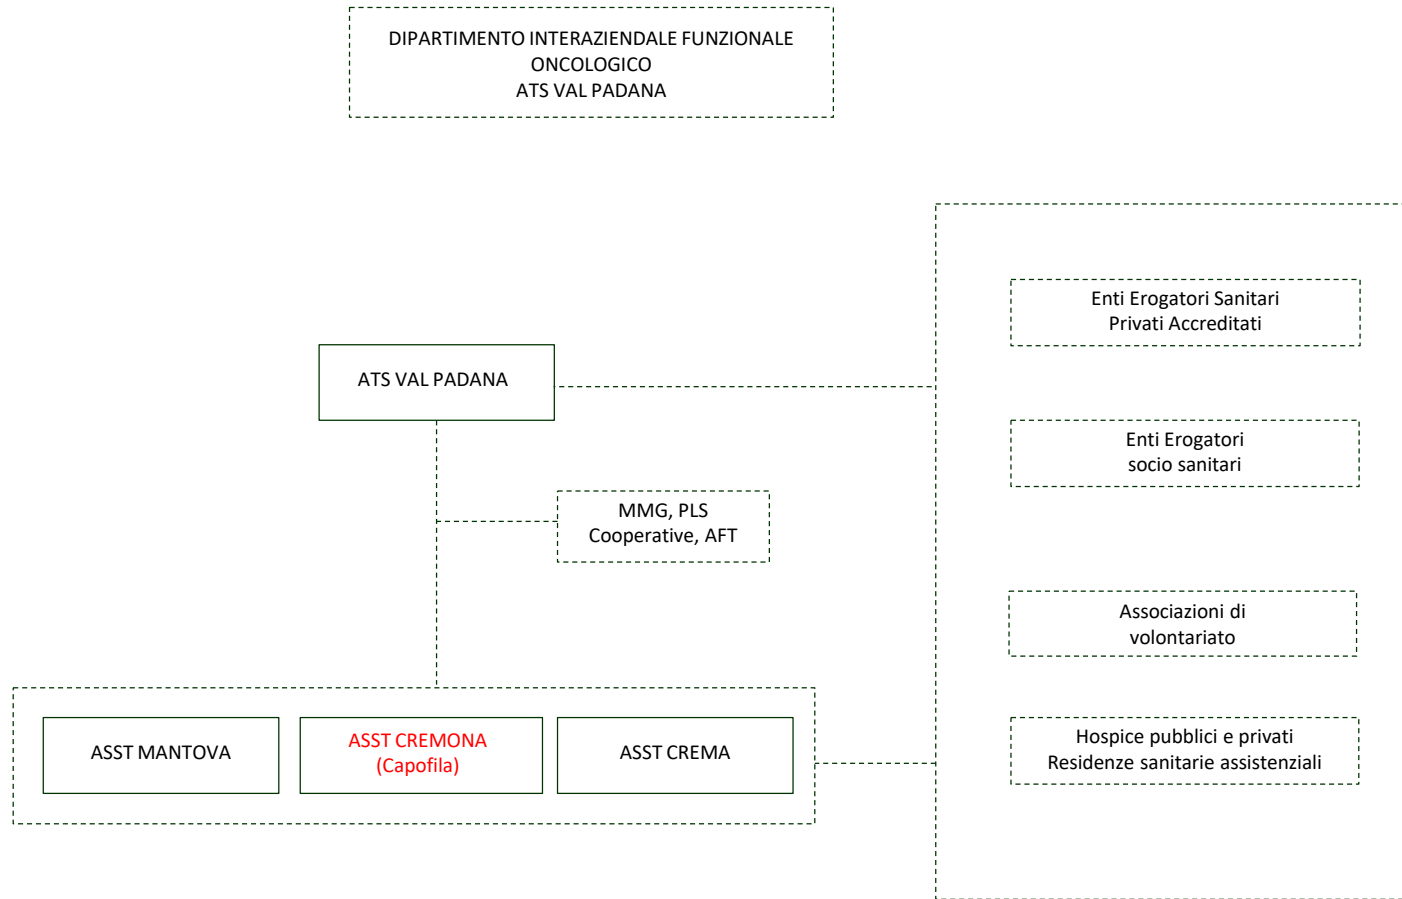 DIPARTIMENTO INTERAZIENDALE FUNZIONALE
ONCOLOGICO
ATS VAL PADANA
Enti Erogatori Sanitari
Privati Accreditati
ATS VAL PADANA
Enti Erogatori
socio sanitari
MMG, PLS
Cooperative, AFT
Associazioni di
volontariato
ASST MANTOVA
ASST CREMONA
(Capofila)
ASST CREMA
Hospice pubblici e privati
Residenze sanitarie assistenziali